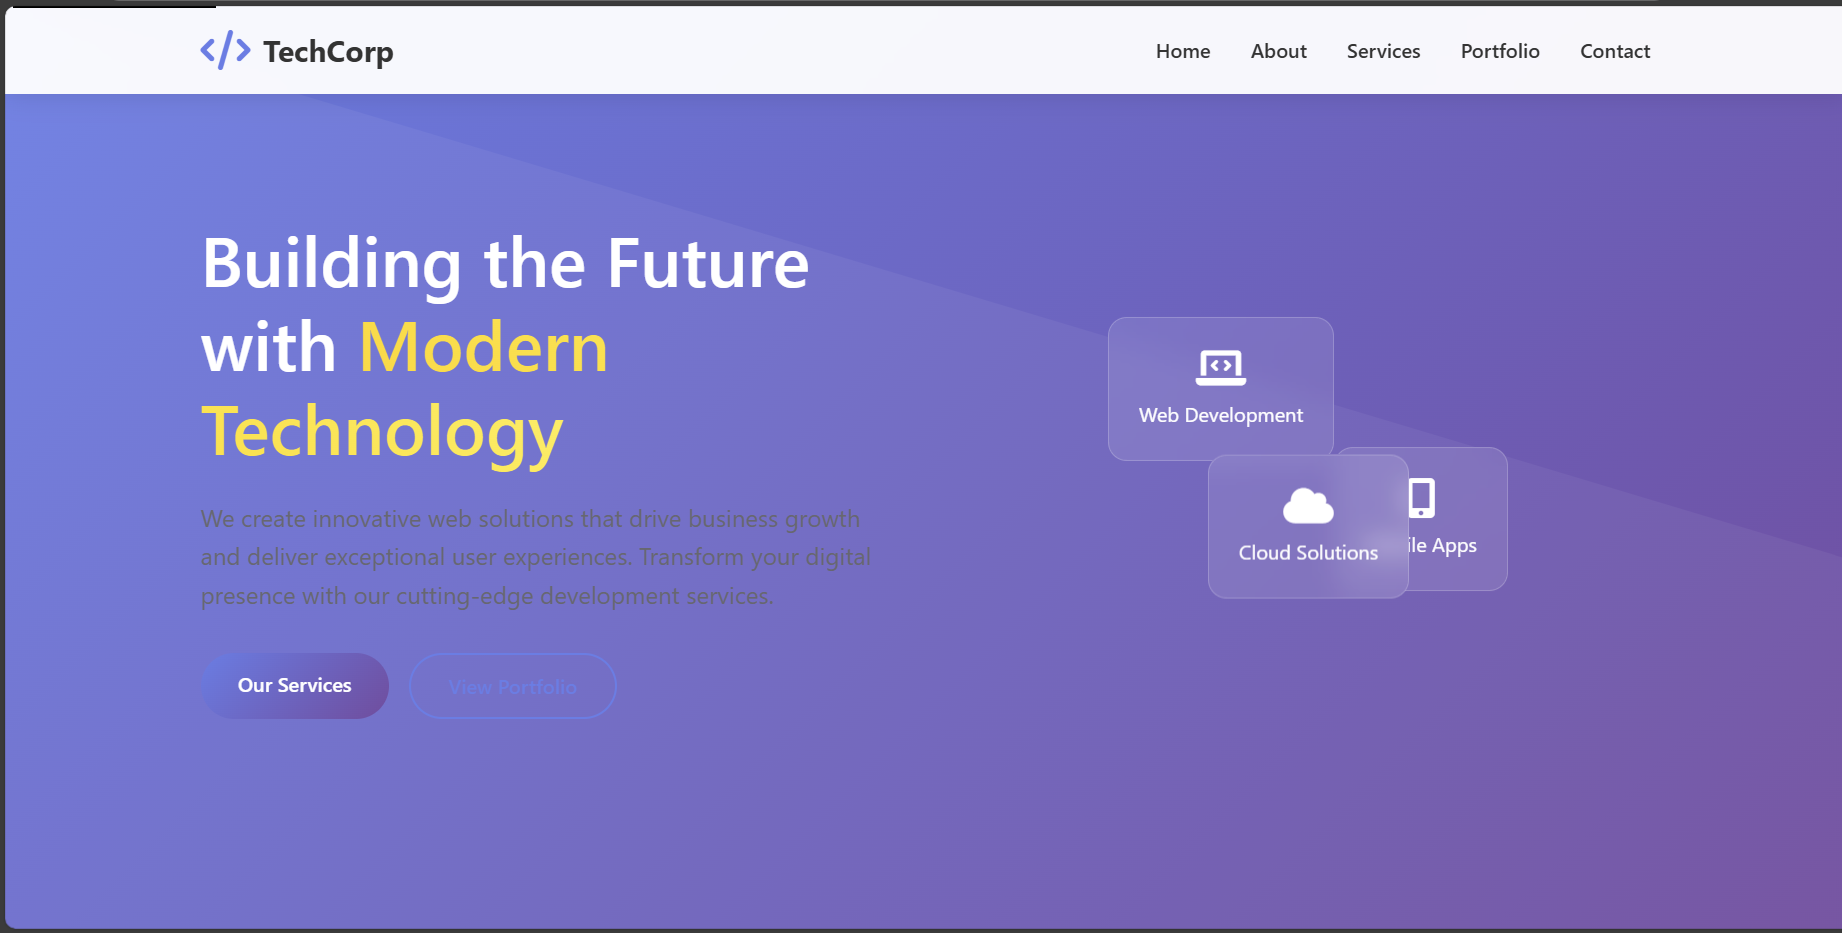 TechCorp
Home
About
Services
Portfolio
Contact
Building the Future
with Modern
Technology
We create innovative web solutions that drive business growth
and deliver exceptional user experiences. Transform your digital
presence with our cutting-edge development services.
Our Services
View Portfolio
Web Development
Cloud Solutions
Apps